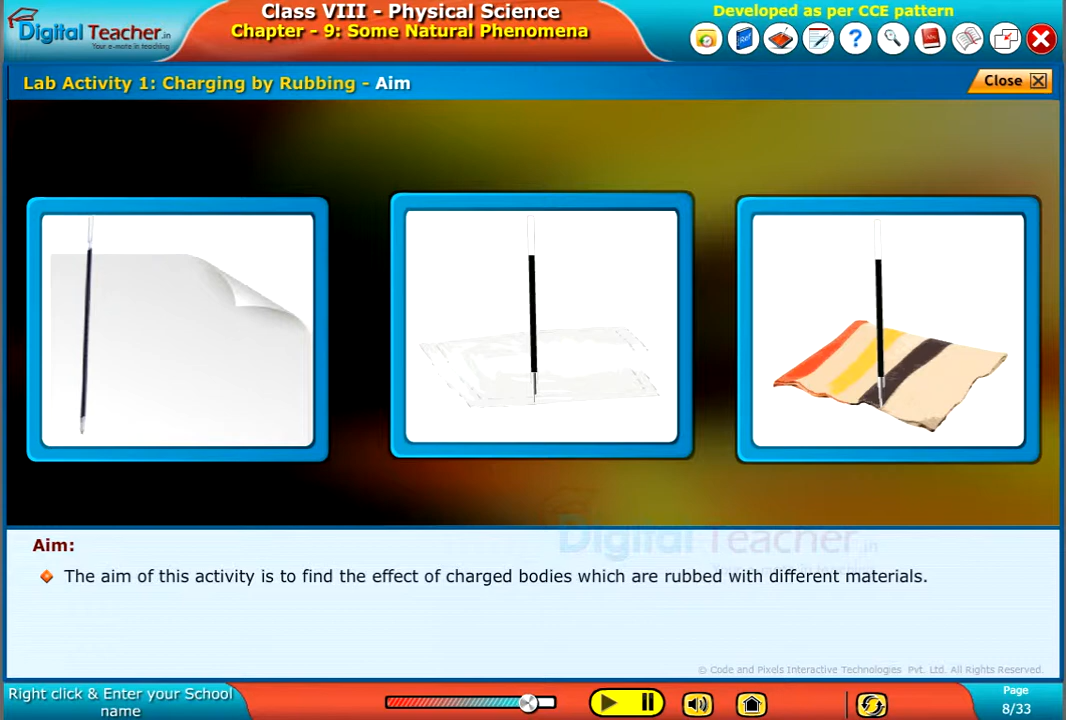 Digital Teacher.in
Your e-mate in teaching
Class VIII - Physical Science
Chapter - 9: Some Natural Phenomena
Developed as per CCE pattern
Lab Activity 1: Charging by Rubbing - Aim
Close
Digital Teacher.in
Aim:
The aim of this activity is to find the effect of charged bodies which are rubbed with different materials.
© Code and Pixels Interactive Technologies Pvt. Ltd. All Rights Reserved.
Right click & Enter your School
name
Page
8/33